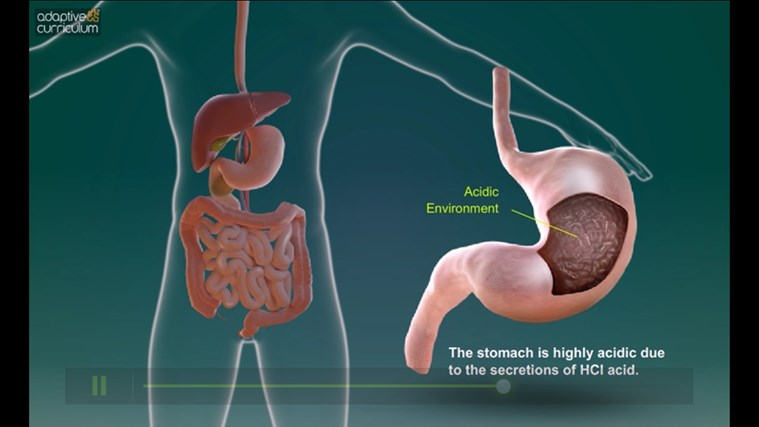 adaptive
curriculum
Acidic
Environment
The stomach is highly acidic due
to the secretions of HCl acid.